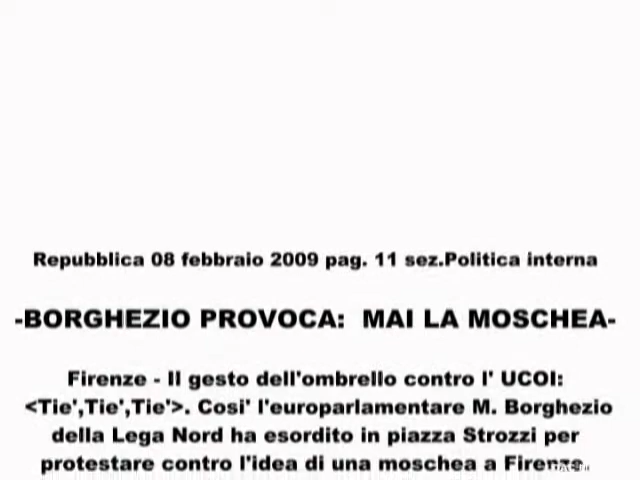 Repubblica 08 febbraio 2009 pag. 11 sez.Politica interna
-BORGHEZIO PROVOCA: MAI LA MOSCHEA-
Firenze - Il gesto dell'ombrello contro l' UCOI:
<Tie',Tie',Tie'>. Cosi' l'europarlamentare M. Borghezio
della Lega Nord ha esordito in piazza Strozzi per
protestare contro l'idea di una moschea a Firenze.